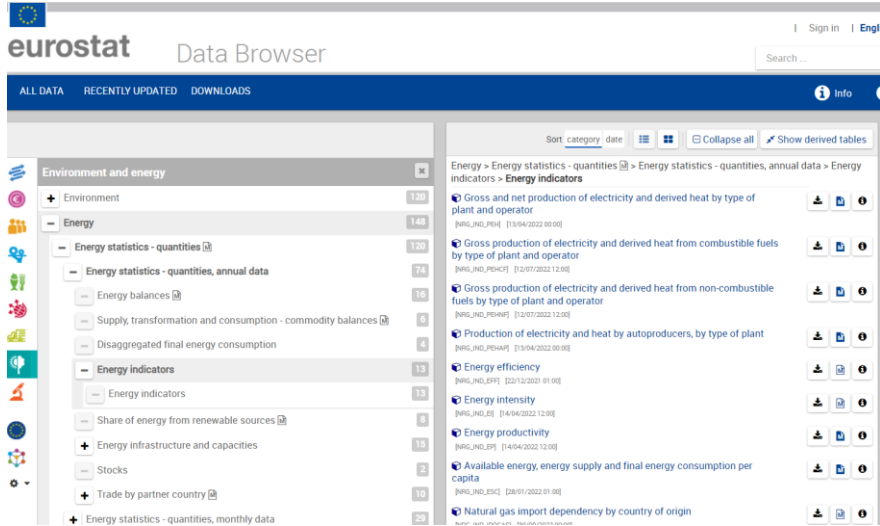 Sign in | Engl
eurostat Data Browser
Search ...
ALL DATA RECENTLY UPDATED DOWNLOADS Info
Sort category date Collapse all Show derived tables
Environment and energy
Environment 120
Energy 148
Energy statistics - quantities 120
Energy statistics - quantities, annual data 74
Energy balances 16
Supply, transformation and consumption - commodity balances 6
Disaggregated final energy consumption 4
Energy indicators 13
Energy indicators 13
Share of energy from renewable sources 8
Energy infrastructure and capacities 15
Stocks 2
Trade by partner country 10
Energy statistics - quantities, monthly data 29
Energy > Energy statistics - quantities > Energy statistics - quantities, annual data > Energy
indicators > Energy indicators
Gross and net production of electricity and derived heat by type of
plant and operator
[NRG_IND_PEH] [13/04/2022 00:00]
Gross production of electricity and derived heat from combustible fuels
by type of plant and operator
[NRG_IND_PEHCF] [12/07/2022 12:00]
Gross production of electricity and derived heat from non-combustible
fuels by type of plant and operator
[NRG_IND_PEHNF] [12/07/2022 12:00]
Production of electricity and heat by autoproducers, by type of plant
[NRG_IND_PEHAP] [13/04/2022 00:00]
Energy efficiency
[NRG_IND_EFF] [22/12/2021 01:00]
Energy intensity
[NRG_IND_EI] [14/04/2022 12:00]
Energy productivity
[NRG_IND_EP] [14/04/2022 12:00]
Available energy, energy supply and final energy consumption per
capita
[NRG_IND_ESC] [28/01/2022 01:00]
Natural gas import dependency by country of origin